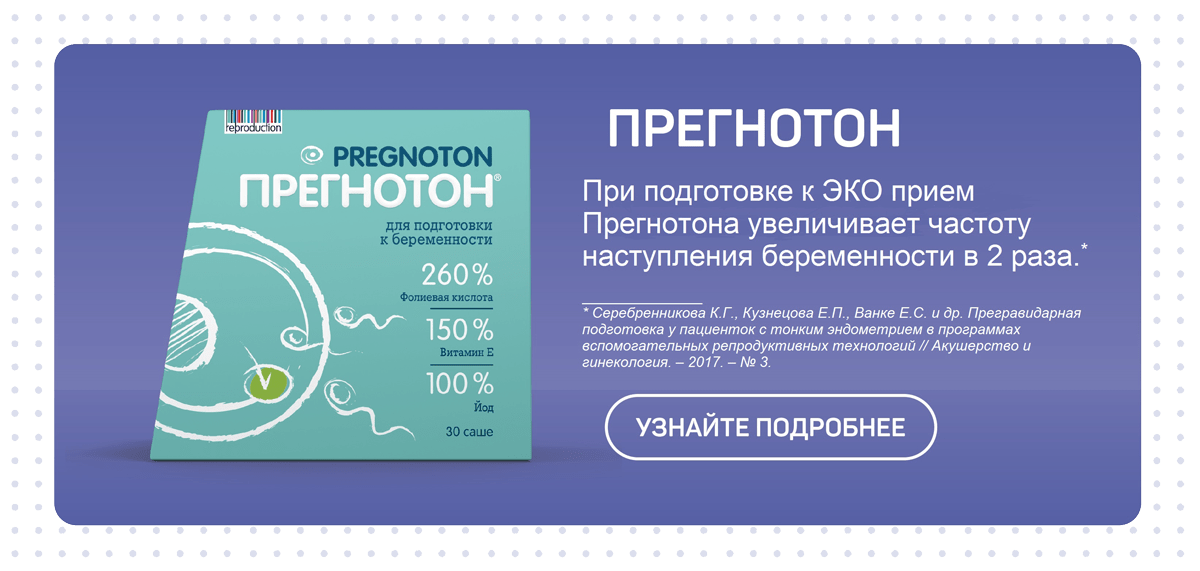 reproduction
PREGNOTON
ПРЕГНОТОН®
для подготовки
к беременности
260%
Фолиевая кислота
150%
Витамин Е
100%
Йод
30 саше
ПРЕГНОТОН
При подготовке к ЭКО прием
Прегнотона увеличивает частоту
наступления беременности в 2 раза.*
* Серебренникова К.Г., Кузнецова Е.П., Ванке Е.С. и др. Прегравидарная
подготовка у пациенток с тонким эндометрием в программах
вспомогательных репродуктивных технологий // Акушерство и
гинекология. – 2017. – № 3.
УЗНАЙТЕ ПОДРОБНЕЕ